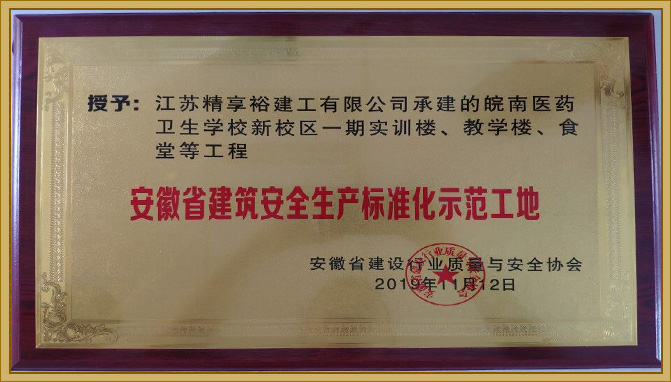 授予：江苏精享裕建工有限公司承建的皖南医药
卫生学校新校区一期实训楼、教学楼、食
堂等工程
安徽省建筑安全生产标准化示范工地
安徽省建设行业质量与安全协会
2019年11月12日